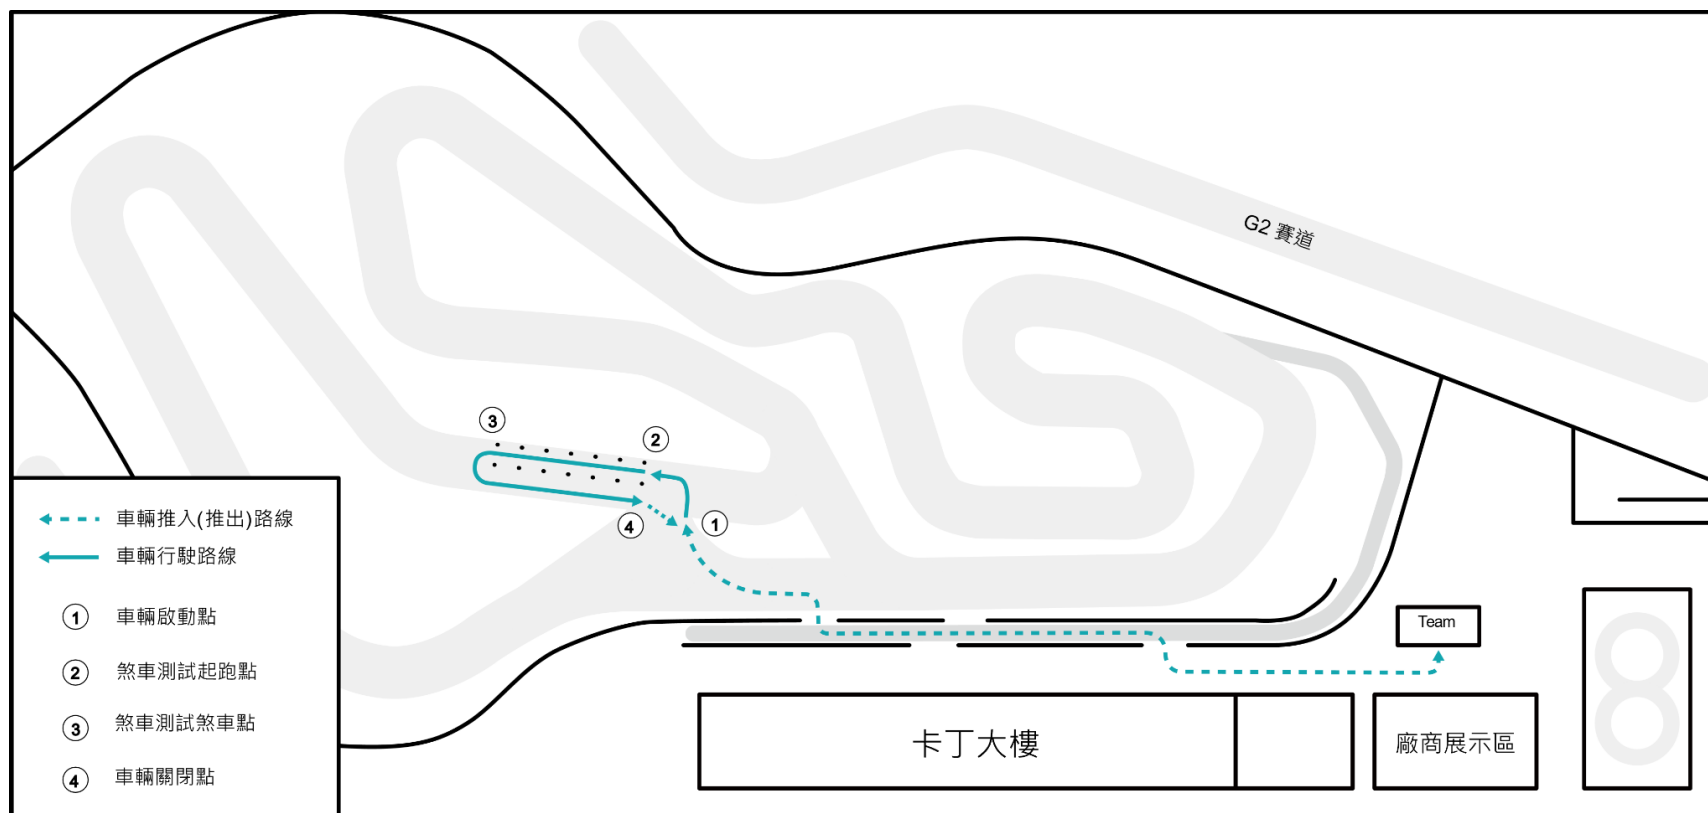 G2 賽道
③
②
④
①
車輛推入(推出)路線
車輛行駛路線
① 車輛啟動點
② 煞車測試起跑點
③ 煞車測試煞車點
④ 車輛關閉點
Team
卡丁大樓
廠商展示區